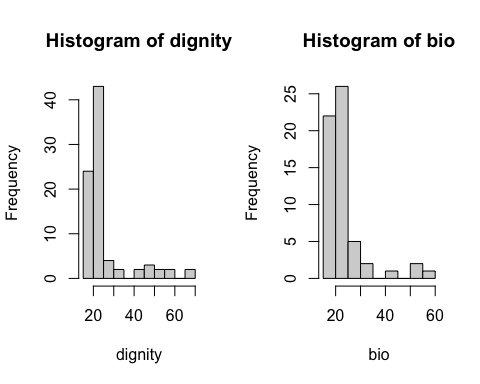 Histogram of dignity
Frequency
0 10 20 30 40
20 40 60
dignity
Histogram of bio
Frequency
0 5 10 15 20 25
20 40 60
bio